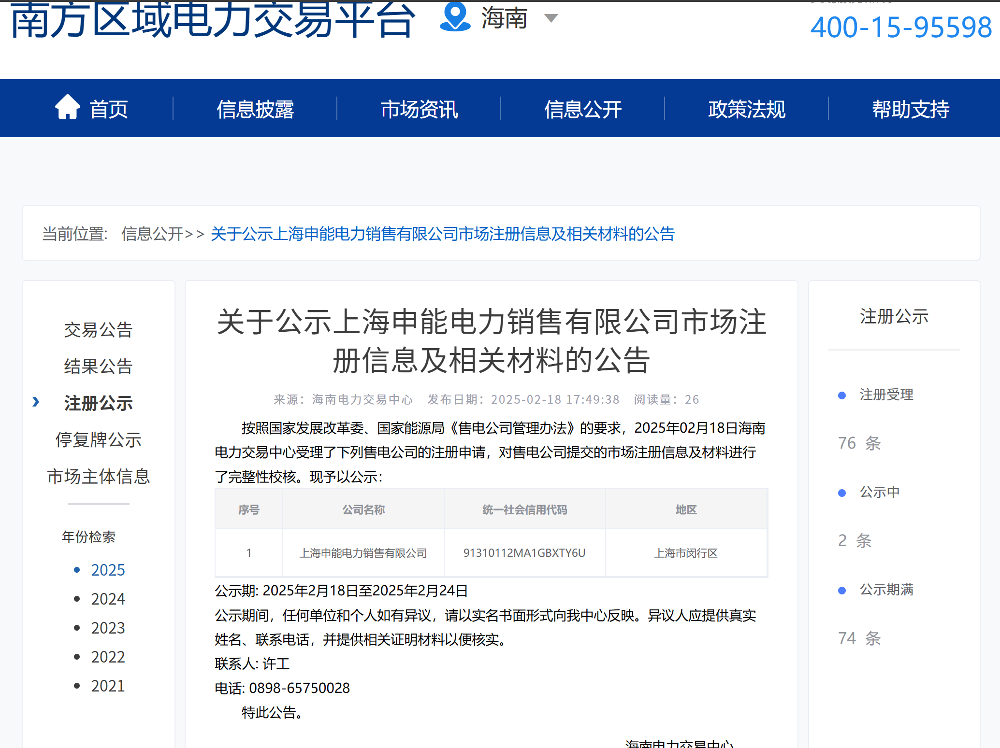 南方区域电力交易平台 海南
400-15-95598
首页 信息披露 市场资讯 信息公开 政策法规 帮助支持
当前位置: 信息公开>> 关于公示上海申能电力销售有限公司市场注册信息及相关材料的公告
交易公告
结果公告
注册公示
停复牌公示
市场主体信息
年份检索
2025
2024
2023
2022
2021
关于公示上海申能电力销售有限公司市场注
册信息及相关材料的公告
来源：海南电力交易中心 发布日期：2025-02-18 17:49:38 阅读量：26
按照国家发展改革委、国家能源局《售电公司管理办法》的要求，2025年02月18日海南
电力交易中心受理了下列售电公司的注册申请，对售电公司提交的市场注册信息及材料进行
了完整性校核。现予以公示：
序号 公司名称 统一社会信用代码 地区
1 上海申能电力销售有限公司 91310112MA1GBXTY6U 上海市闵行区
公示期: 2025年2月18日至2025年2月24日
公示期间，任何单位和个人如有异议，请以实名书面形式向我中心反映。异议人应提供真实
姓名、联系电话，并提供相关证明材料以便核实。
联系人: 许工
电话: 0898-65750028
特此公告。
海南电力交易中心
注册公示
注册受理
76 条
公示中
2 条
公示期满
74 条